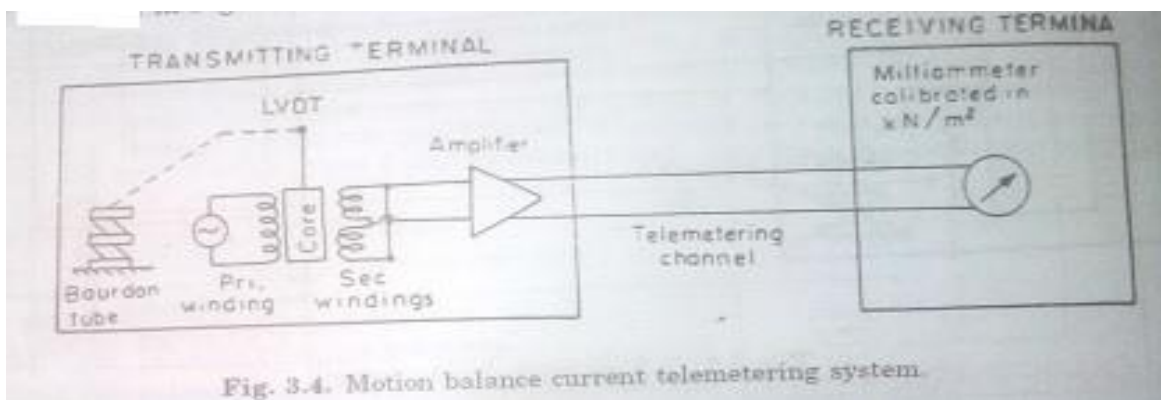 RECEIVING TERMINA
TRANSMITTING TERMINAL
Milliammeter
calibrated in
x N/m²
LVDT
Amplifier
Core
Telemetering
channel
Bourdon
Tube
Pri.
winding
Sec
windings
Fig. 3.4. Motion balance current telemetering system.